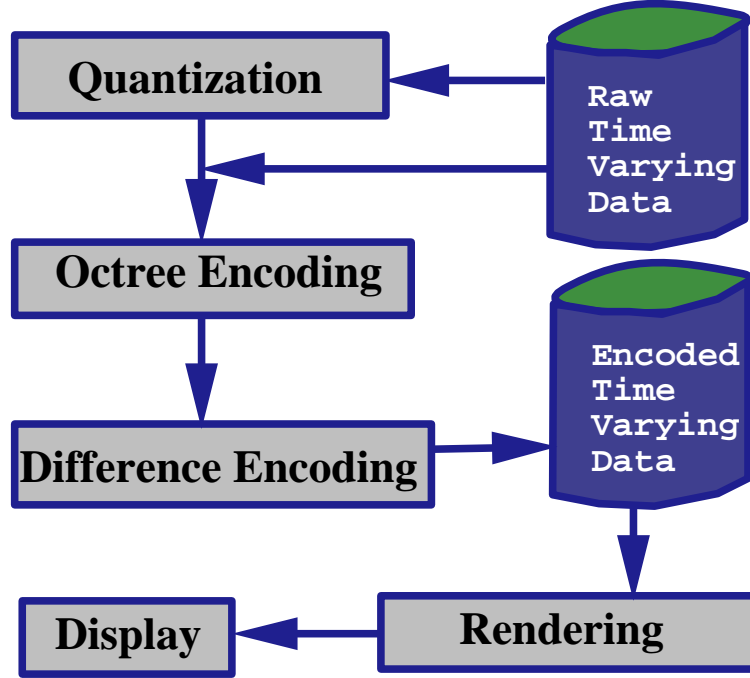 Quantization
Raw
Time
Varying
Data
Octree Encoding
Encoded
Time
Varying
Data
Difference Encoding
Rendering
Display